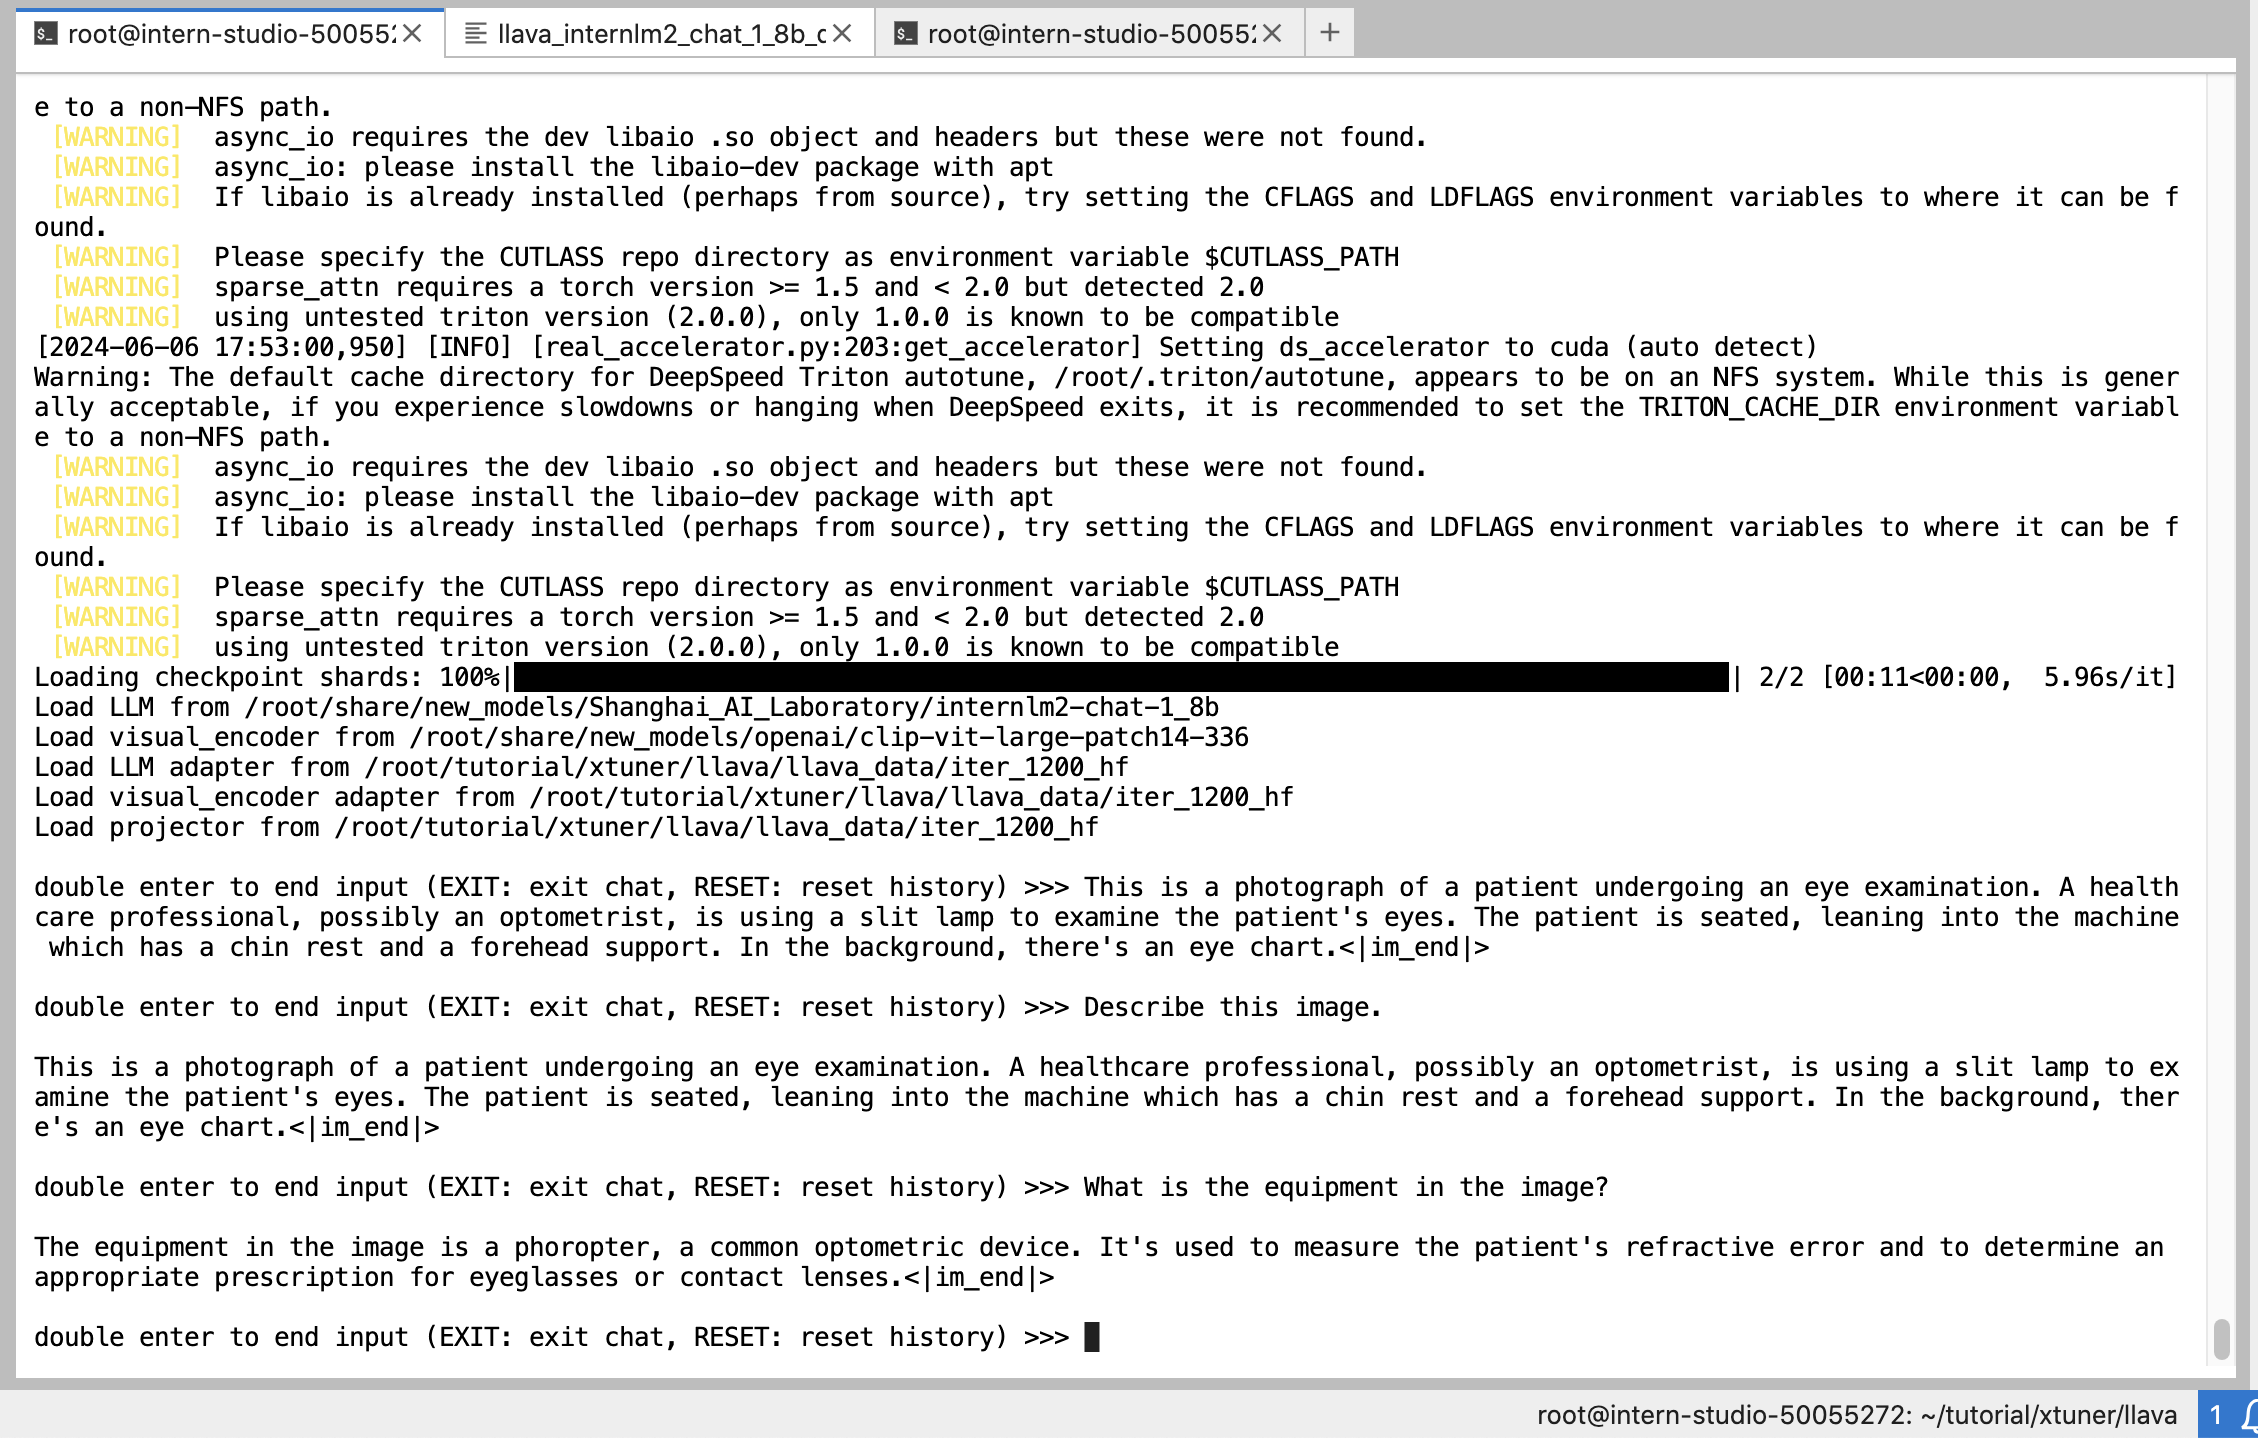 root@intern-studio-50055
llava_internlm2_chat_1_8b_
root@intern-studio-50055
e to a non-NFS path.
[WARNING] async_io requires the dev libaio .so object and headers but these were not found.
[WARNING] async_io: please install the libaio-dev package with apt
[WARNING] If libaio is already installed (perhaps from source), try setting the CFLAGS and LDFLAGS environment variables to where it can be f
ound.
[WARNING] Please specify the CUTLASS repo directory as environment variable $CUTLASS_PATH
[WARNING] sparse_attn requires a torch version >= 1.5 and < 2.0 but detected 2.0
[WARNING] using untested triton version (2.0.0), only 1.0.0 is known to be compatible
[2024-06-06 17:53:00,950] [INFO] [real_accelerator.py:203:get_accelerator] Setting ds_accelerator to cuda (auto detect)
Warning: The default cache directory for DeepSpeed Triton autotune, /root/.triton/autotune, appears to be on an NFS system. While this is gener
ally acceptable, if you experience slowdowns or hanging when DeepSpeed exits, it is recommended to set the TRITON_CACHE_DIR environment variabl
e to a non-NFS path.
[WARNING] async_io requires the dev libaio .so object and headers but these were not found.
[WARNING] async_io: please install the libaio-dev package with apt
[WARNING] If libaio is already installed (perhaps from source), try setting the CFLAGS and LDFLAGS environment variables to where it can be f
ound.
[WARNING] Please specify the CUTLASS repo directory as environment variable $CUTLASS_PATH
[WARNING] sparse_attn requires a torch version >= 1.5 and < 2.0 but detected 2.0
[WARNING] using untested triton version (2.0.0), only 1.0.0 is known to be compatible
Loading checkpoint shards: 100%| | 2/2 [00:11<00:00, 5.96s/it]
Load LLM from /root/share/new_models/Shanghai_AI_Laboratory/internlm2-chat-1_8b
Load visual_encoder from /root/share/new_models/openai/clip-vit-large-patch14-336
Load LLM adapter from /root/tutorial/xtuner/llava/llava_data/iter_1200_hf
Load visual_encoder adapter from /root/tutorial/xtuner/llava/llava_data/iter_1200_hf
Load projector from /root/tutorial/xtuner/llava/llava_data/iter_1200_hf
double enter to end input (EXIT: exit chat, RESET: reset history) >>> This is a photograph of a patient undergoing an eye examination. A health
care professional, possibly an optometrist, is using a slit lamp to examine the patient's eyes. The patient is seated, leaning into the machine
which has a chin rest and a forehead support. In the background, there's an eye chart.<|im_end|>
double enter to end input (EXIT: exit chat, RESET: reset history) >>> Describe this image.
This is a photograph of a patient undergoing an eye examination. A healthcare professional, possibly an optometrist, is using a slit lamp to ex
amine the patient's eyes. The patient is seated, leaning into the machine which has a chin rest and a forehead support. In the background, ther
e's an eye chart.<|im_end|>
double enter to end input (EXIT: exit chat, RESET: reset history) >>> What is the equipment in the image?
The equipment in the image is a phoropter, a common optometric device. It's used to measure the patient's refractive error and to determine an
appropriate prescription for eyeglasses or contact lenses.<|im_end|>
double enter to end input (EXIT: exit chat, RESET: reset history) >>>
root@intern-studio-50055272: ~/tutorial/xtuner/llava
1